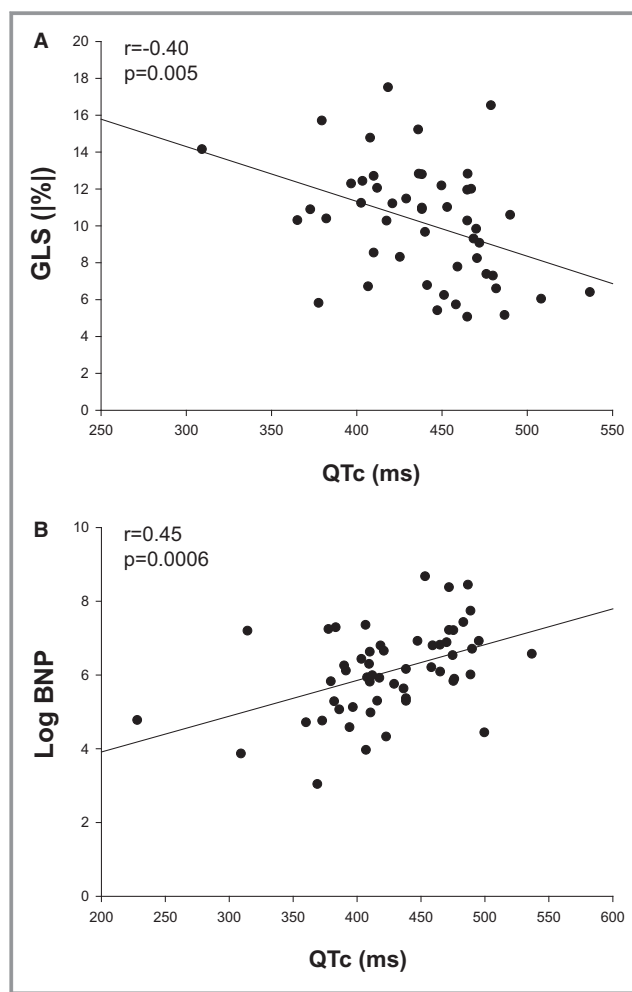 A
r=-0.40
p=0.005
20
18
16
14
12
10
8
6
4
2
0
250 300 350 400 450 500 550
GLS (|%|)
QTc (ms)
B
r=0.45
p=0.0006
10
8
6
4
2
0
200 250 300 350 400 450 500 550 600
Log BNP
QTc (ms)